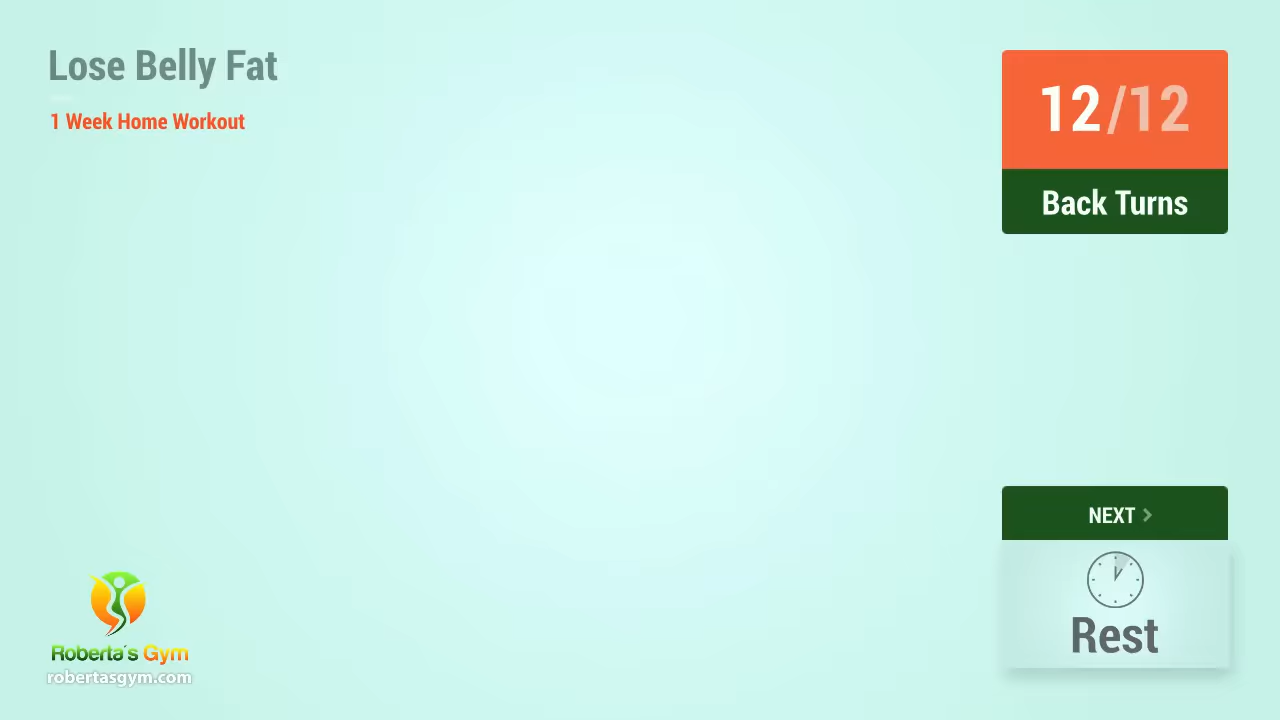 Lose Belly Fat
1 Week Home Workout
12/12
Back Turns
NEXT >
Rest
Roberta's Gym
robertasgym.com